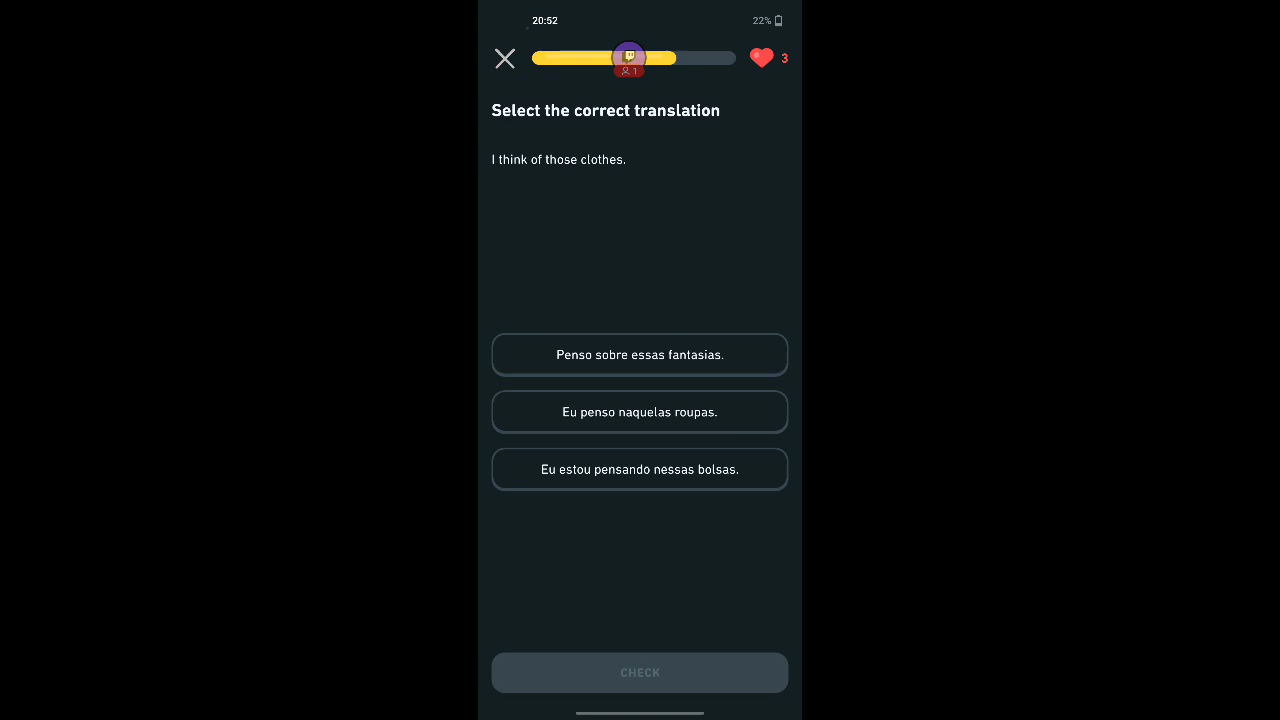 20:52
22%
3
1
Select the correct translation
I think of those clothes.
Penso sobre essas fantasias.
Eu penso naquelas roupas.
Eu estou pensando nessas bolsas.
CHECK